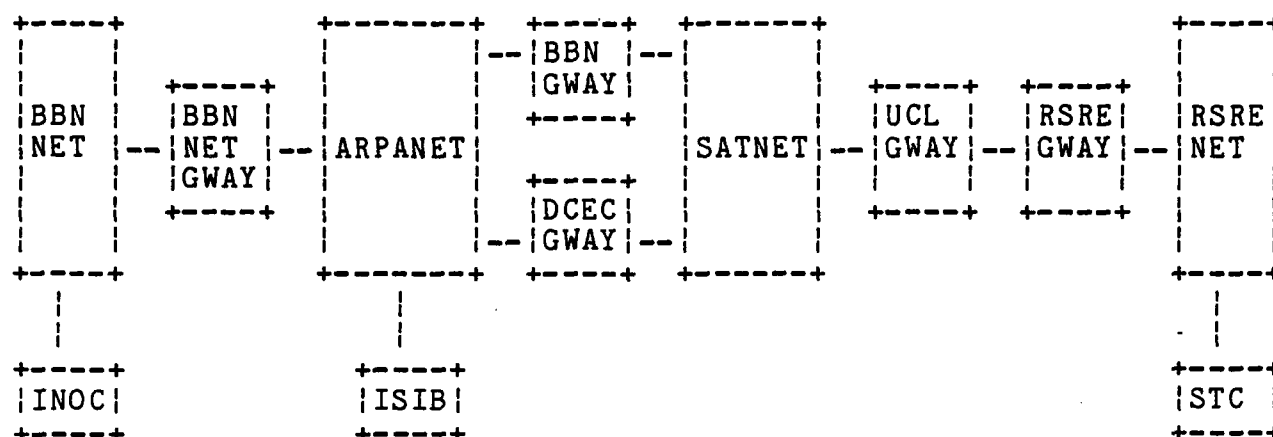 BBN
NET
BBN
NET
GWAY
ARPANET
BBN
GWAY
DCEC
GWAY
SATNET
UCL
GWAY
RSRE
GWAY
RSRE
NET
INOC
ISIB
STC